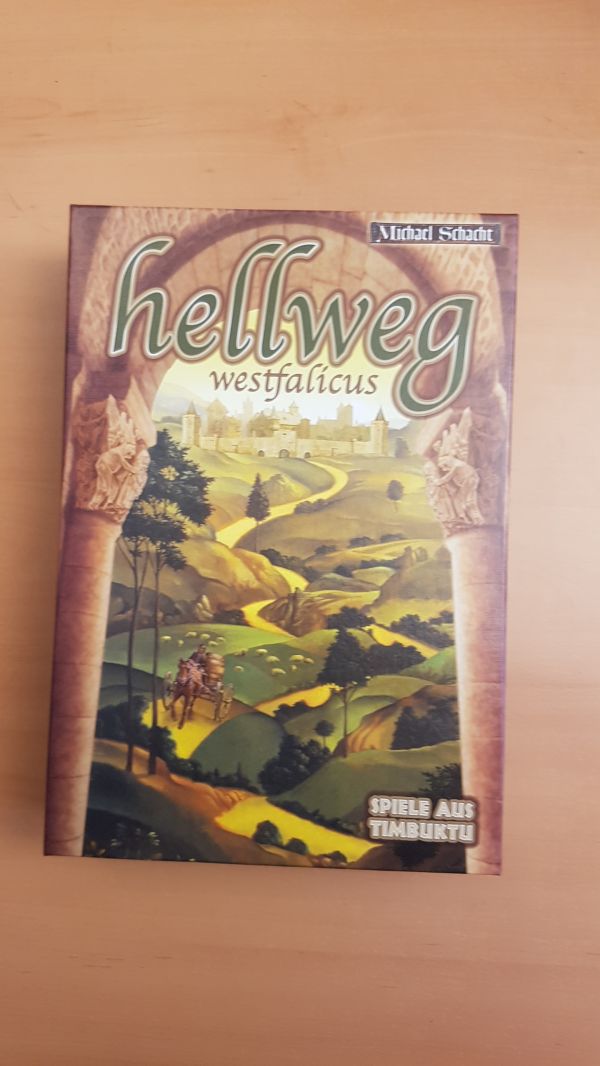 Michael Schacht
hellweg
westfalicus
SPIELE AUS
TIMBUKTU